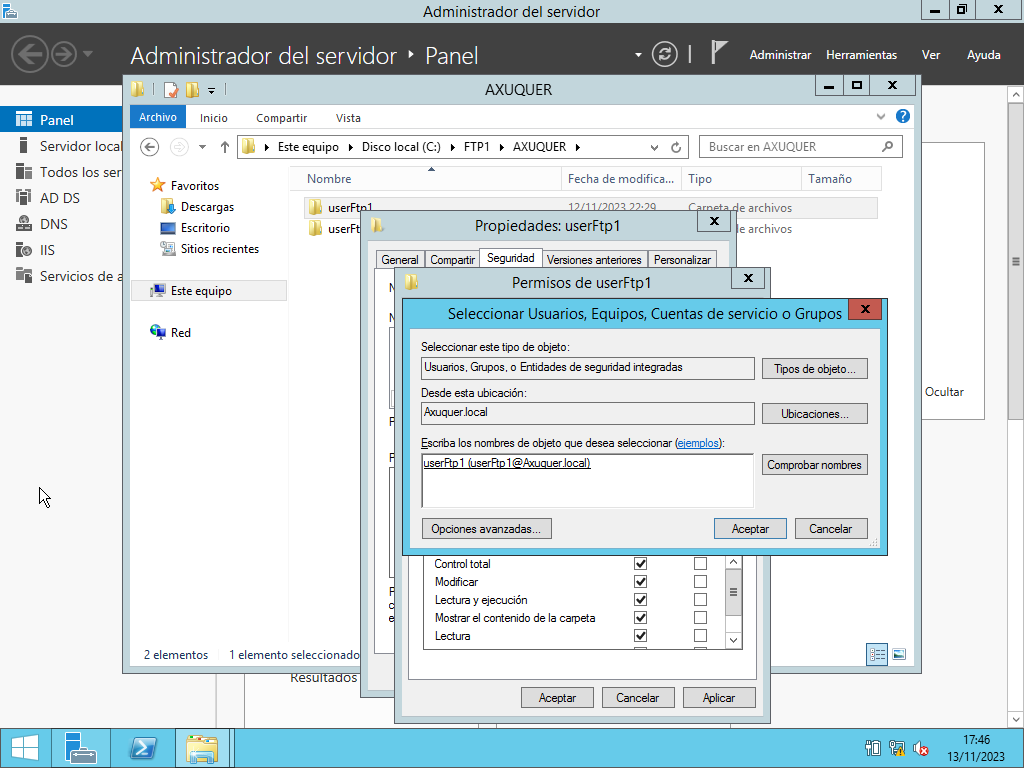 Administrador del servidor
Administrador del servidor ‣ Panel
Administrar Herramientas Ver Ayuda
AXUQUER
Panel
Servidor local
Todos los ser
AD DS
DNS
IIS
Servicios de a
Archivo Inicio Compartir Vista
Este equipo Disco local (C:) FTP1 AXUQUER
Buscar en AXUQUER
Favoritos
Descargas
Escritorio
Sitios recientes
Este equipo
Red
Nombre Fecha de modifica... Tipo Tamaño
userFtp1 12/11/2023 22:29 Carpeta de archivos
userFt de archivos
Propiedades: userFtp1
General Compartir Seguridad Versiones anteriores Personalizar
Permisos de userFtp1
Seleccionar Usuarios, Equipos, Cuentas de servicio o Grupos
Seleccionar este tipo de objeto:
Usuarios, Grupos, o Entidades de seguridad integradas
Tipos de objeto...
Desde esta ubicación:
Axuquer.local
Ubicaciones...
Escriba los nombres de objeto que desea seleccionar (ejemplos):
userFtp1 (userFtp1@Axuquer.local)
Comprobar nombres
Opciones avanzadas... Aceptar Cancelar
Control total
Modificar
Lectura y ejecución
Mostrar el contenido de la carpeta
Lectura
Aceptar Cancelar Aplicar
2 elementos 1 elemento seleccionado
Resultados
Ocultar
17:46
13/11/2023